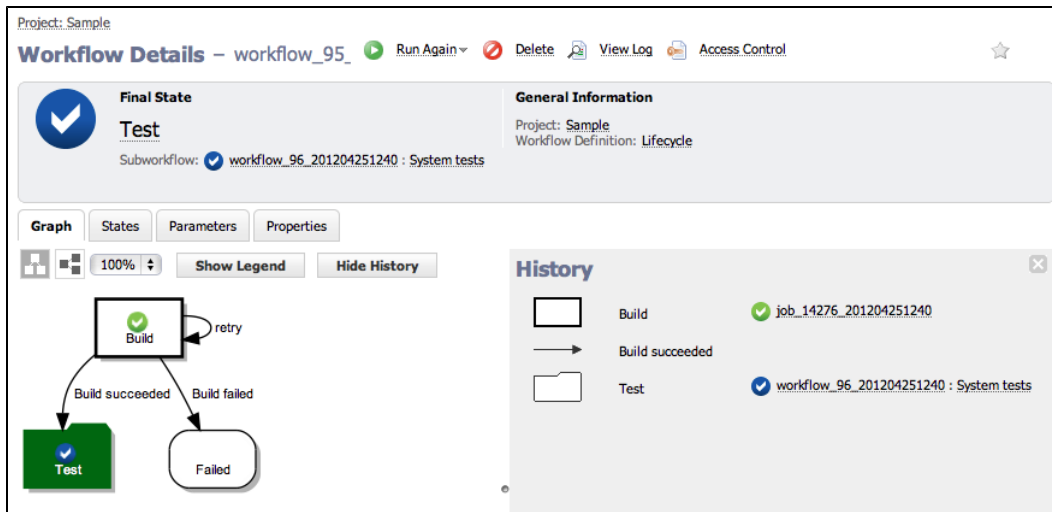 Project: Sample
Workflow Details – workflow_95_ Run Again Delete View Log Access Control
Final State
Test
Subworkflow: workflow_96_201204251240 : System tests
General Information
Project: Sample
Workflow Definition: Lifecycle
Graph States Parameters Properties
100% Show Legend Hide History
Build
retry
Build succeeded Build failed
Test Failed
History
Build job_14276_201204251240
Build succeeded
Test workflow_96_201204251240 : System tests